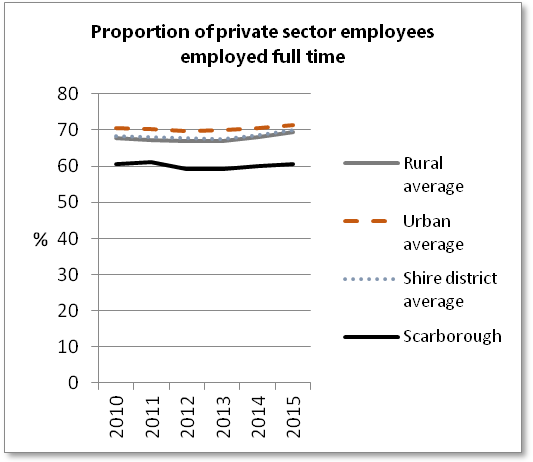 Proportion of private sector employees
employed full time
80
70
60
50
40
30
20
10
0
%
2010
2011
2012
2013
2014
2015
Rural
average
Urban
average
Shire district
average
Scarborough